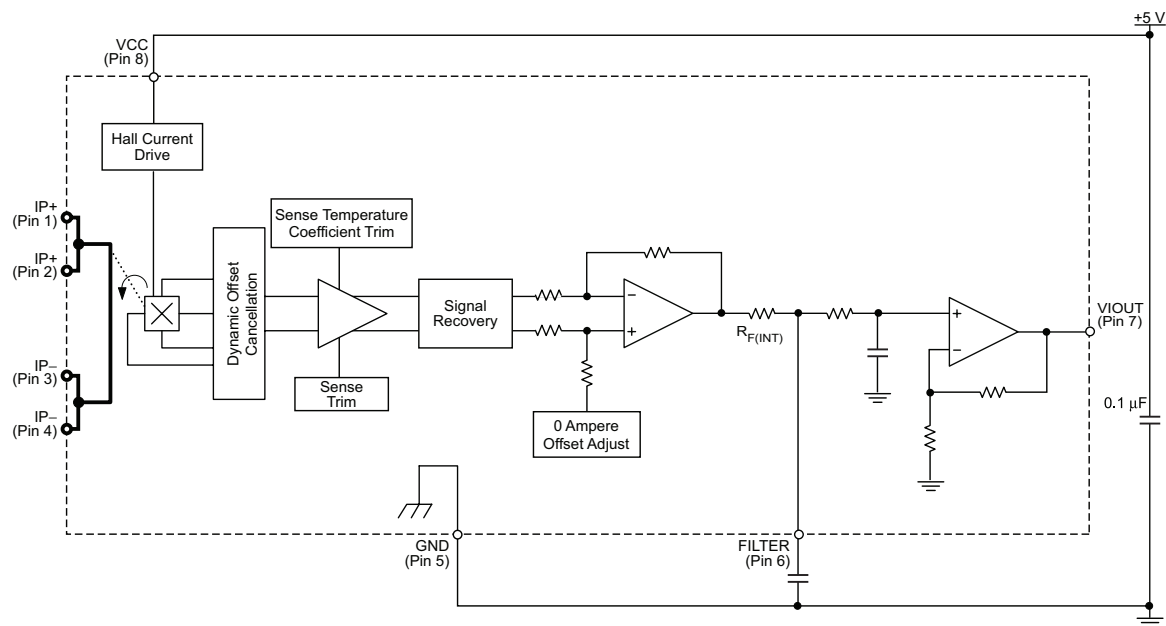 +5 V
VCC
(Pin 8)
Hall Current
Drive
IP+
(Pin 1)
IP+
(Pin 2)
IP−
(Pin 3)
IP−
(Pin 4)
Dynamic Offset
Cancellation
Sense Temperature
Coefficient Trim
Sense
Trim
Signal
Recovery
0 Ampere
Offset Adjust
−
+
RF(INT)
+
−
VIOUT
(Pin 7)
0.1 μF
GND
(Pin 5)
FILTER
(Pin 6)